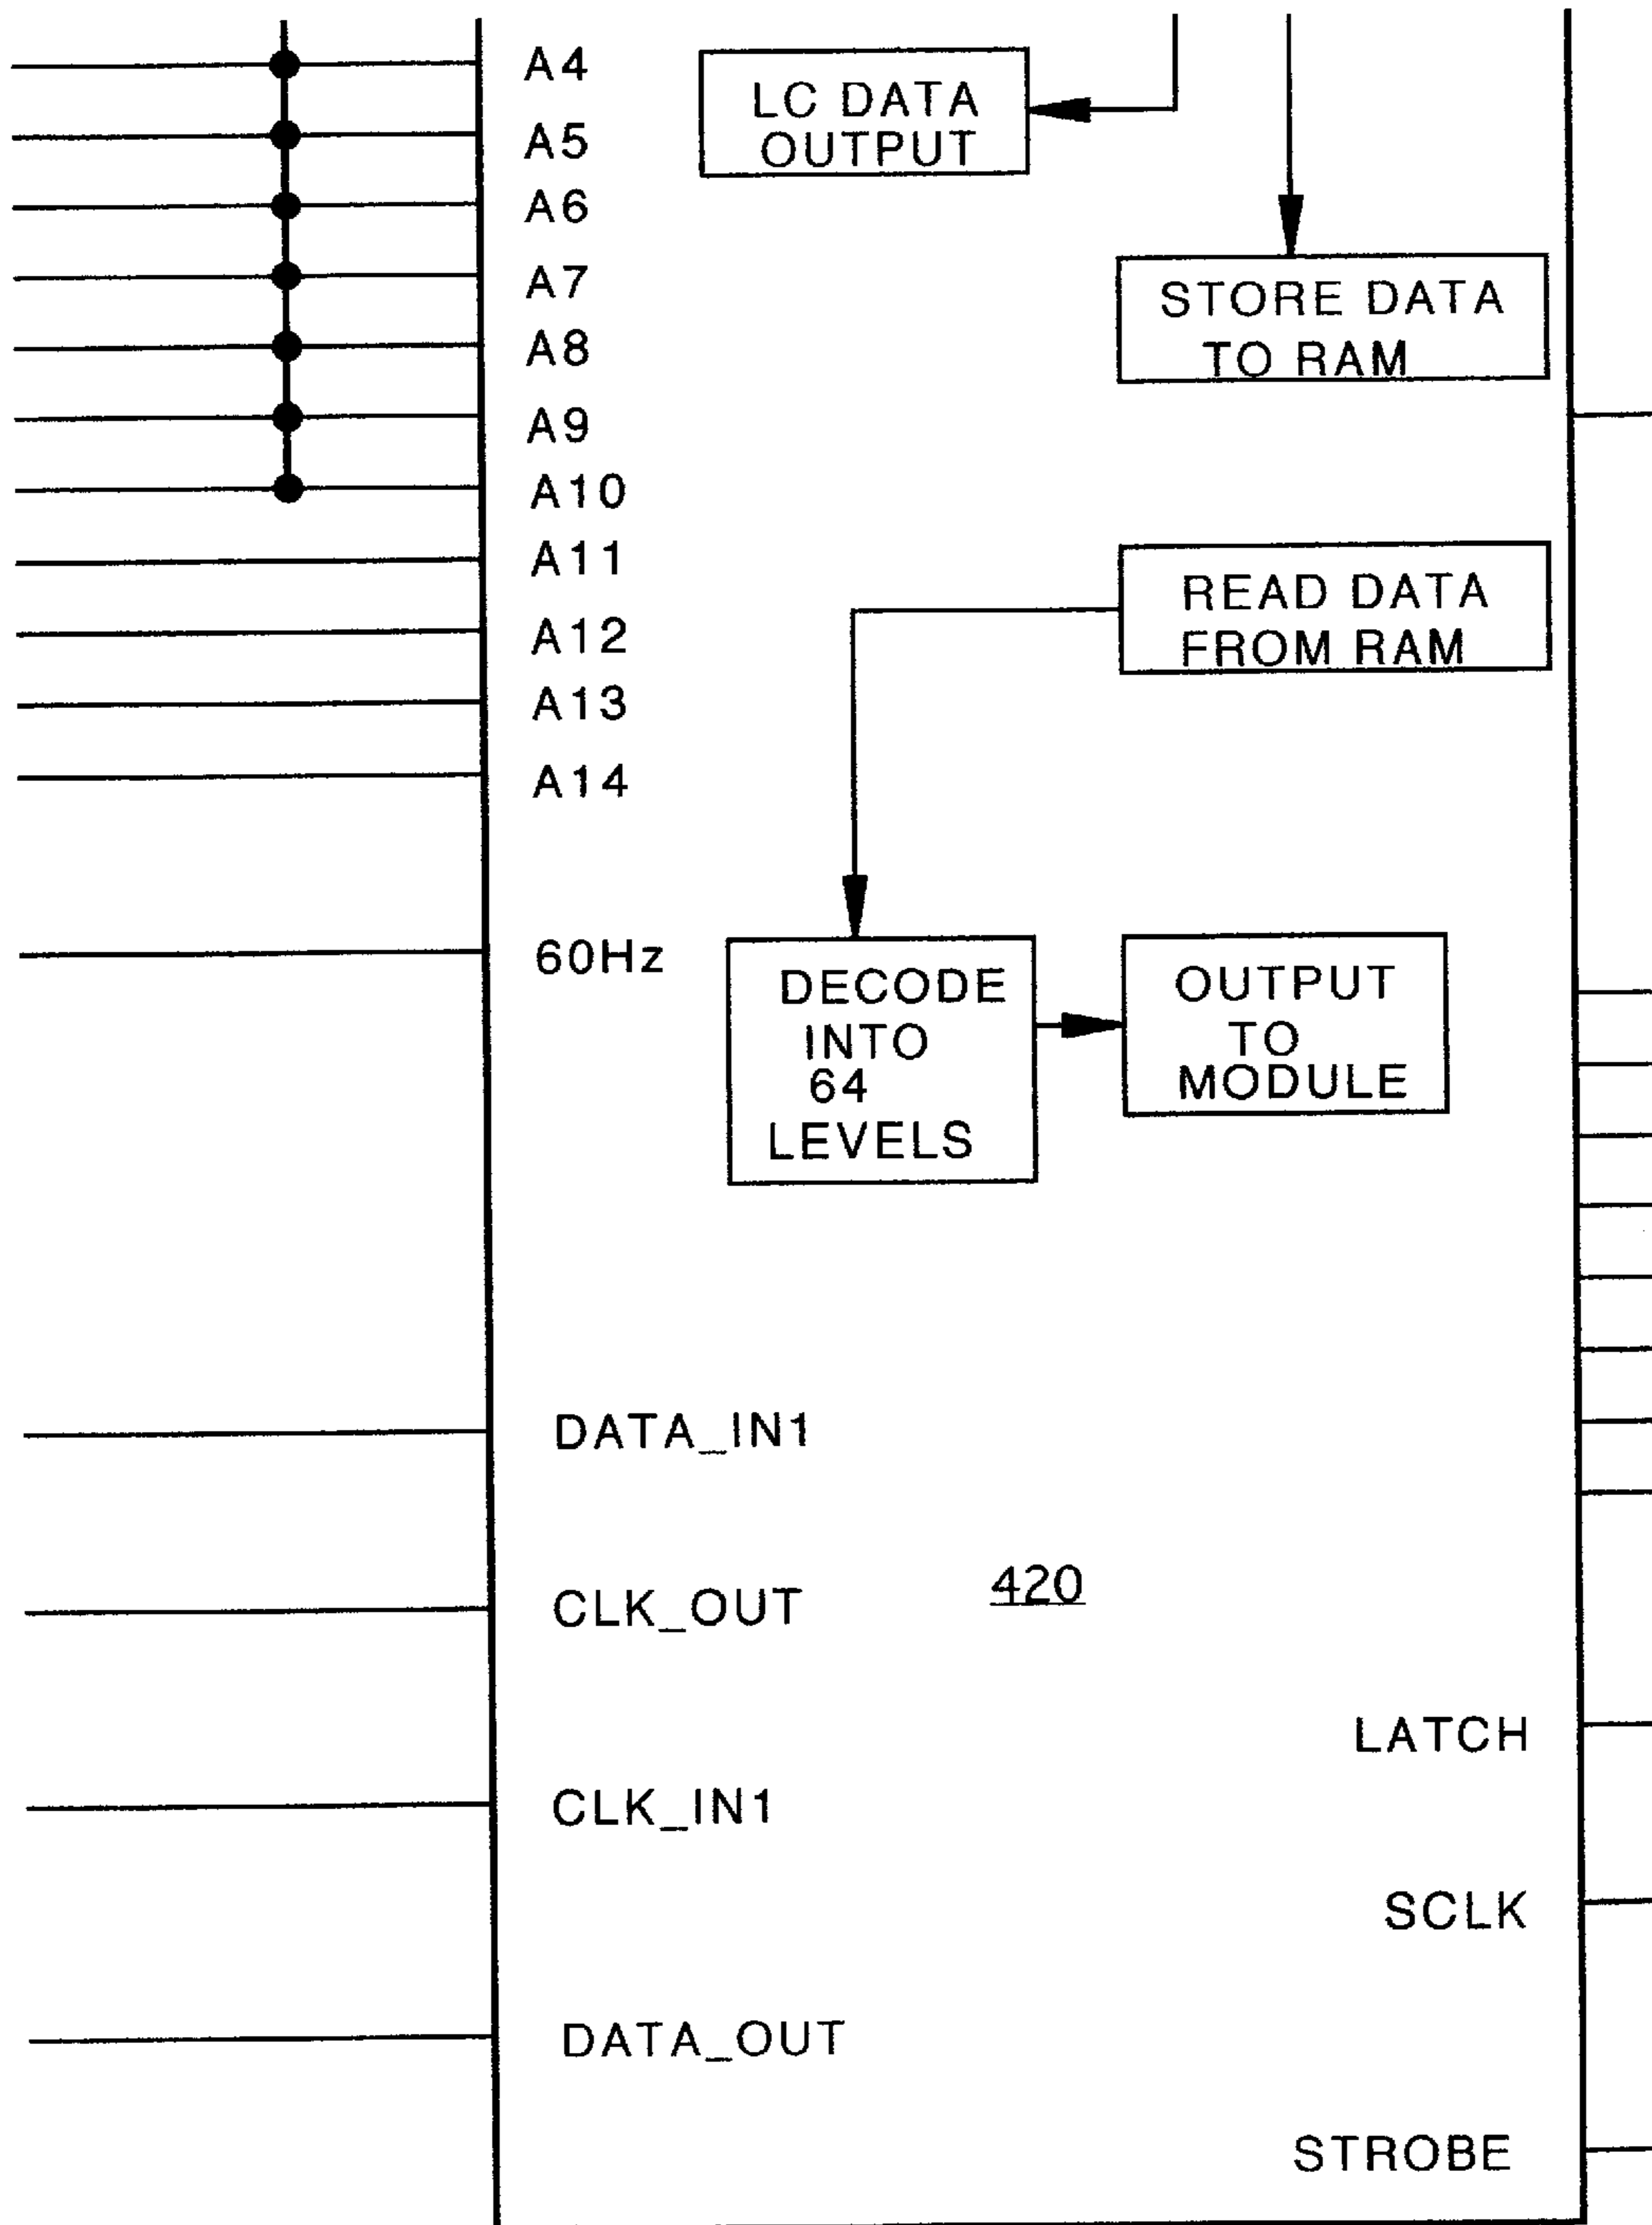 A4
A5
A6
A7
A8
A9
A10
A11
A12
A13
A14
60Hz
DATA_IN1
CLK_OUT
CLK_IN1
DATA_OUT
LC DATA
OUTPUT
STORE DATA
TO RAM
READ DATA
FROM RAM
DECODE
INTO
64
LEVELS
OUTPUT
TO
MODULE
420
LATCH
SCLK
STROBE